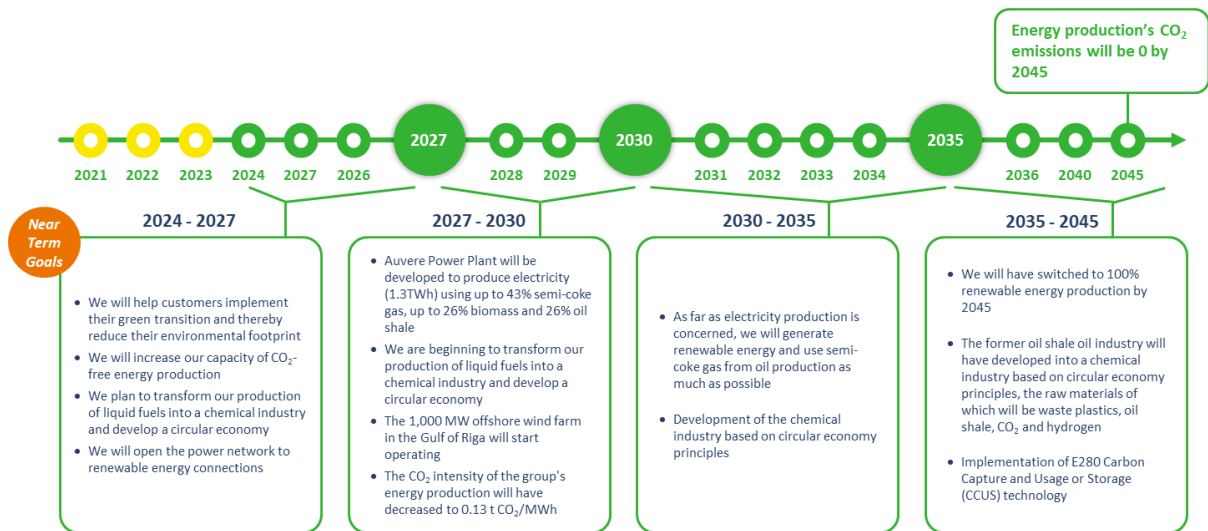 Energy production's CO₂
emissions will be 0 by
2045
2027
2030
2035
2021
2022
2023
2024
2027
2026
2028
2029
2031
2032
2033
2034
2036
2040
2045
Near
Term
Goals
2024 - 2027
• We will help customers implement
their green transition and thereby
reduce their environmental footprint
• We will increase our capacity of CO₂-
free energy production
• We plan to transform our production
of liquid fuels into a chemical industry
and develop a circular economy
• We will open the power network to
renewable energy connections
2027 - 2030
• Auvere Power Plant will be
developed to produce electricity
(1.3TWh) using up to 43% semi-coke
gas, up to 26% biomass and 26% oil
shale
• We are beginning to transform our
production of liquid fuels into a
chemical industry and develop a
circular economy
• The 1,000 MW offshore wind farm
in the Gulf of Riga will start
operating
• The CO₂ intensity of the group's
energy production will have
decreased to 0.13 t CO₂/MWh
2030 - 2035
• As far as electricity production is
concerned, we will generate
renewable energy and use semi-
coke gas from oil production as
much as possible
• Development of the chemical
industry based on circular economy
principles
2035 - 2045
• We will have switched to 100%
renewable energy production by
2045
• The former oil shale oil industry will
have developed into a chemical
industry based on circular economy
principles, the raw materials of
which will be waste plastics, oil
shale, CO₂ and hydrogen
• Implementation of E280 Carbon
Capture and Usage or Storage
(CCUS) technology